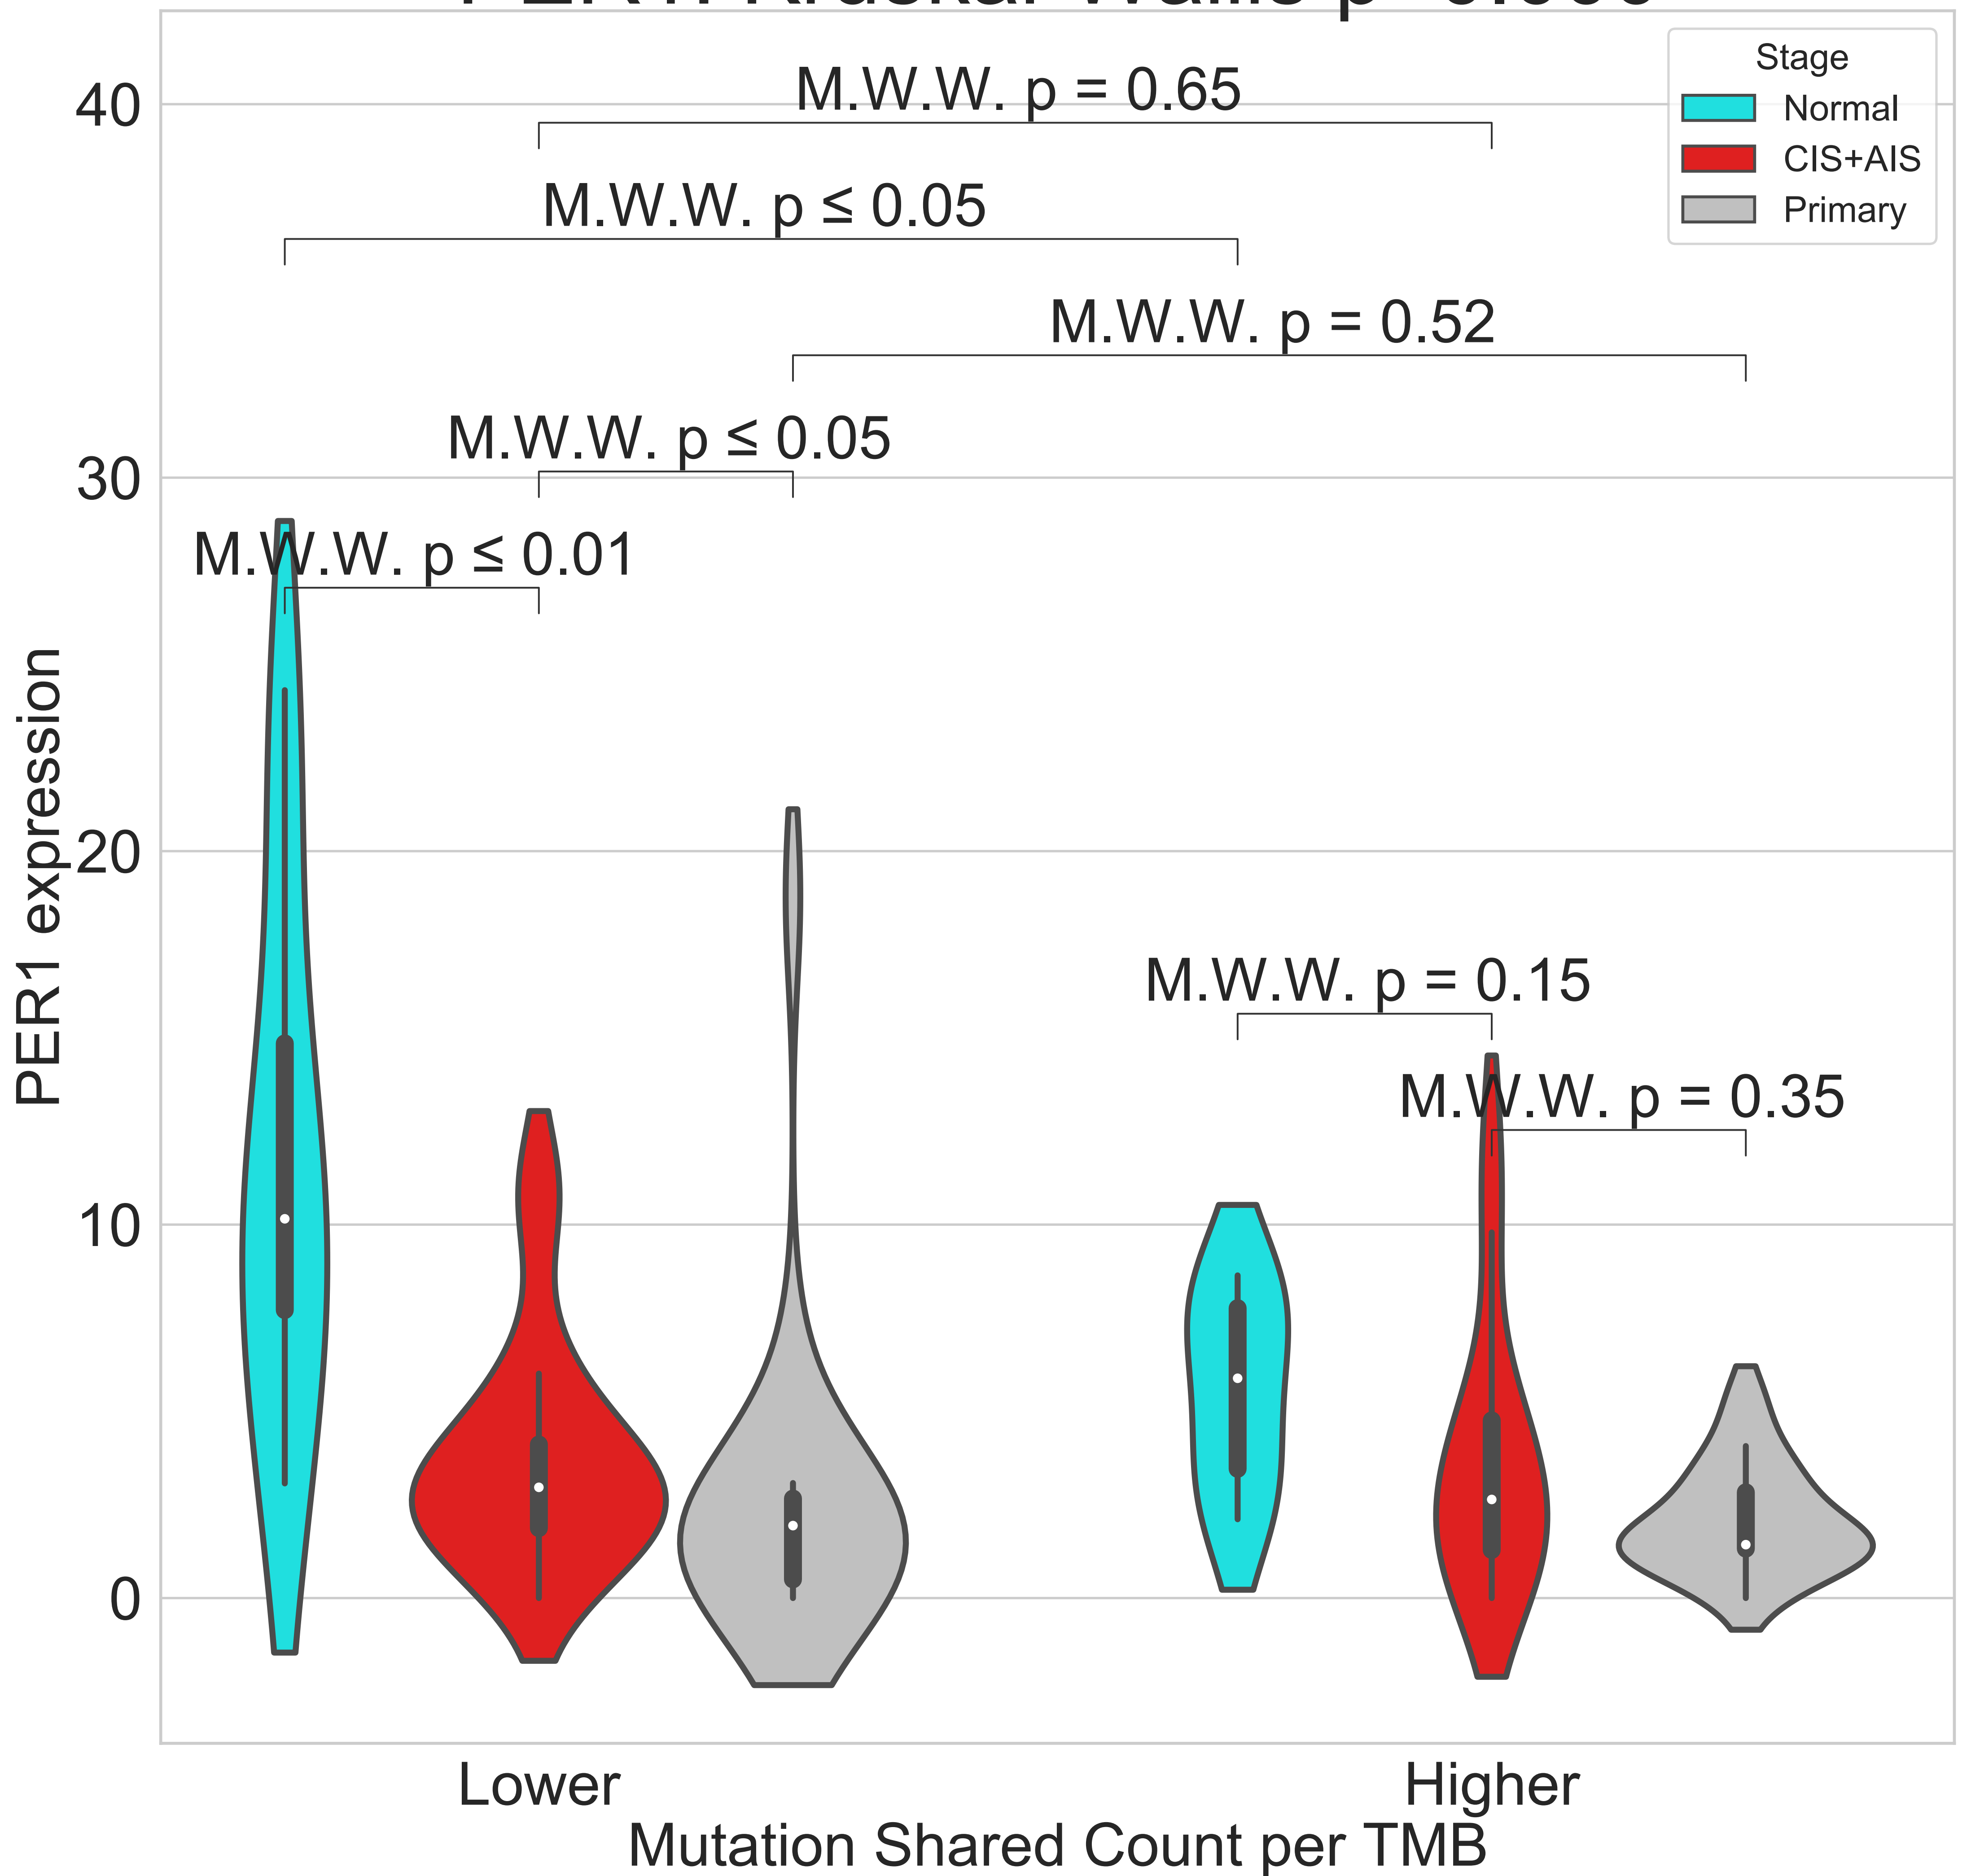 Stage
Normal
CIS+AIS
Primary
M.W.W. p = 0.65
M.W.W. p ≤ 0.05
M.W.W. p = 0.52
M.W.W. p ≤ 0.05
M.W.W. p ≤ 0.01
M.W.W. p = 0.15
M.W.W. p = 0.35
40
30
20
10
0
PER1 expression
Lower
Higher
Mutation Shared Count per TMB